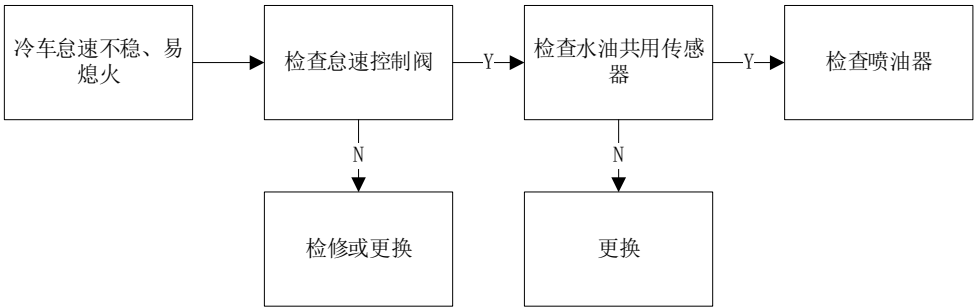 冷车怠速不稳、易
熄火
检查怠速控制阀
Y
检查水油共用传感
器
Y
检查喷油器
N
N
检修或更换
更换